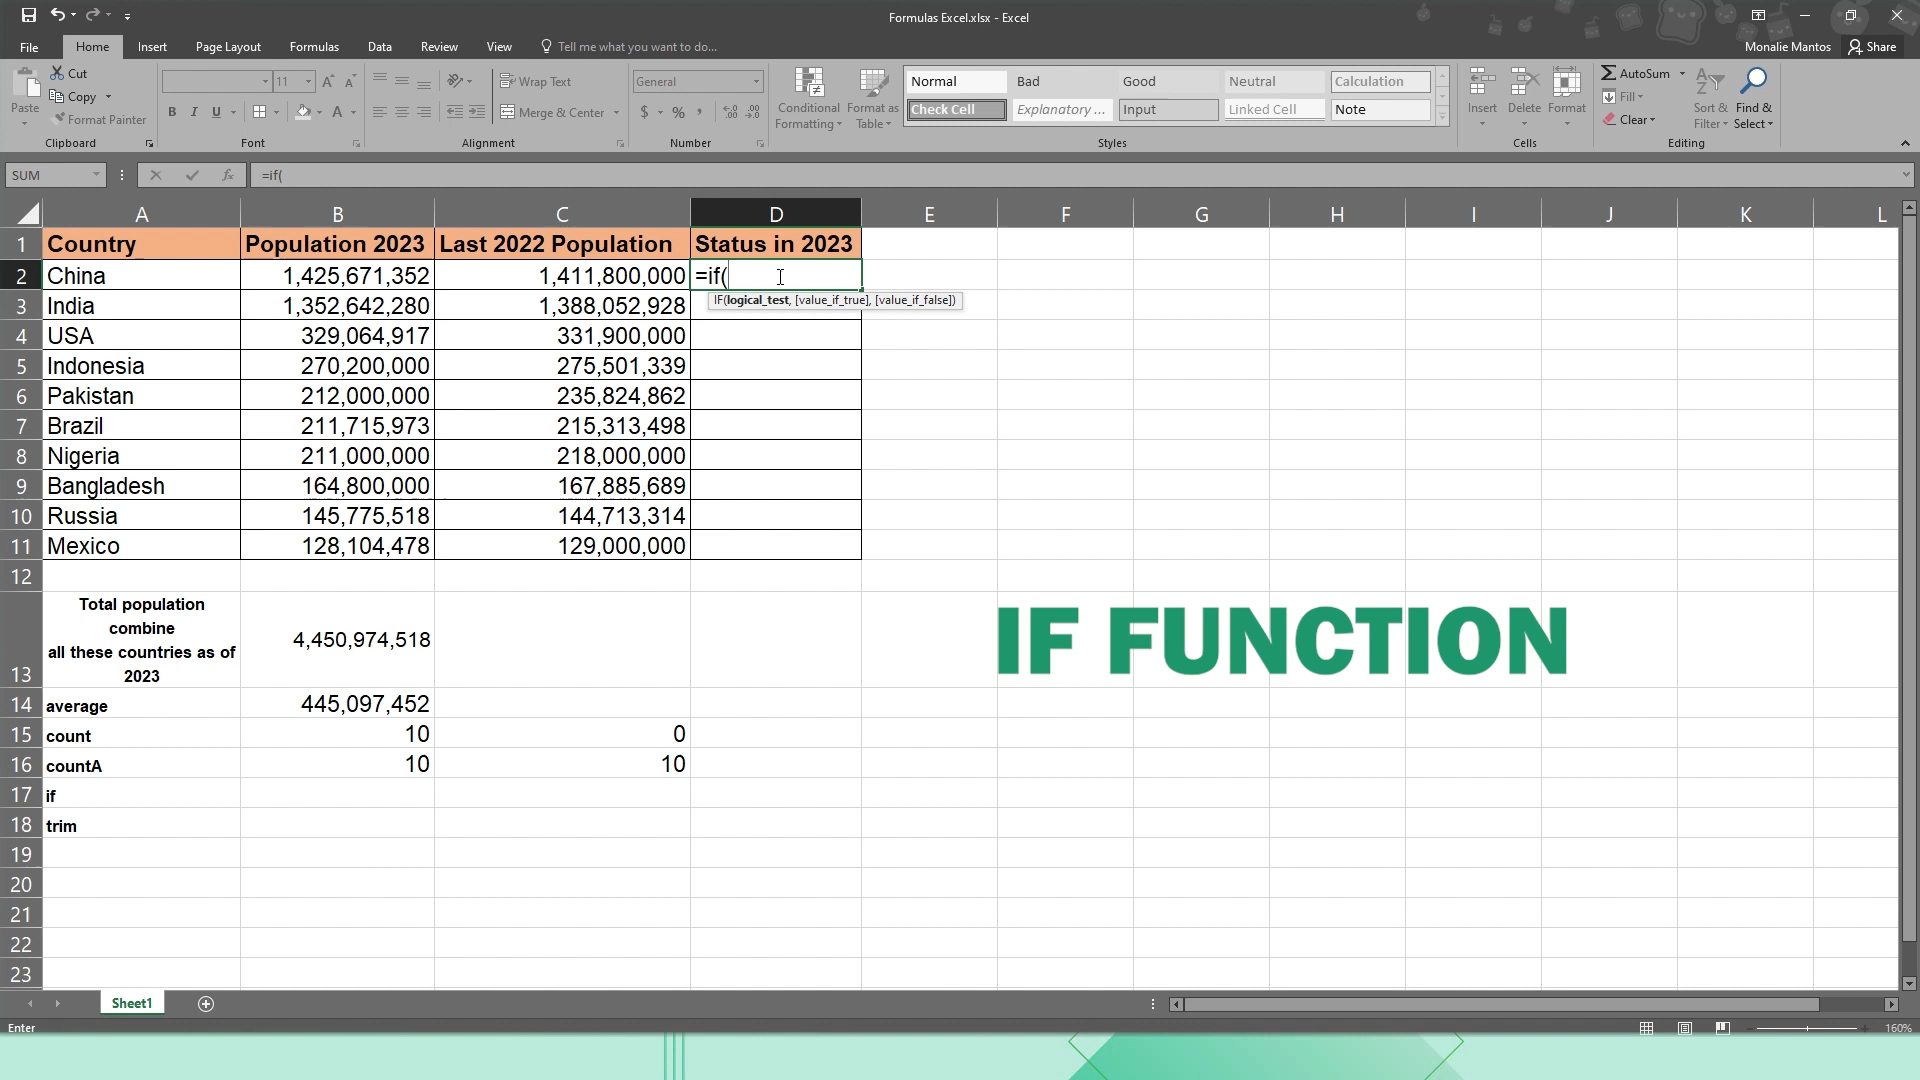 Formulas Excel.xlsx - Excel
File Home Insert Page Layout Formulas Data Review View Tell me what you want to do... Monalie Mantos Share
Paste
Cut
Copy
Format Painter
Clipboard
11
B I U
Font
Wrap Text
Merge & Center
Alignment
General
$ % ,
Number
Conditional
Formatting
Format as
Table
Normal Bad Good Neutral Calculation
Check Cell Explanatory ... Input Linked Cell Note
Styles
Insert Delete Format
Cells
AutoSum
Fill
Clear
Sort &
Filter
Find &
Select
Editing
SUM fx =if(
A B C D E F G H I J K L
1 Country Population 2023 Last 2022 Population Status in 2023
2 China 1,425,671,352 1,411,800,000 =if(
IF(logical_test, [value_if_true], [value_if_false])
3 India 1,352,642,280 1,388,052,928
4 USA 329,064,917 331,900,000
5 Indonesia 270,200,000 275,501,339
6 Pakistan 212,000,000 235,824,862
7 Brazil 211,715,973 215,313,498
8 Nigeria 211,000,000 218,000,000
9 Bangladesh 164,800,000 167,885,689
10 Russia 145,775,518 144,713,314
11 Mexico 128,104,478 129,000,000
12
Total population
combine
all these countries as of
2023
13 4,450,974,518
IF FUNCTION
14 average 445,097,452
15 count 10 0
16 countA 10 10
17 if
18 trim
19
20
21
22
23
Sheet1
Enter 160%